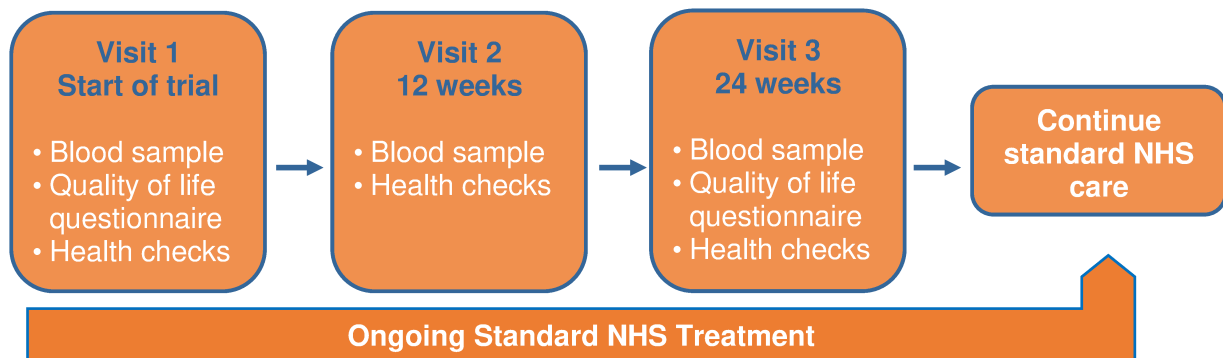 Visit 1
Start of trial
• Blood sample
• Quality of life
questionnaire
• Health checks
Visit 2
12 weeks
• Blood sample
• Health checks
Visit 3
24 weeks
• Blood sample
• Quality of life
questionnaire
• Health checks
Continue
standard NHS
care
Ongoing Standard NHS Treatment